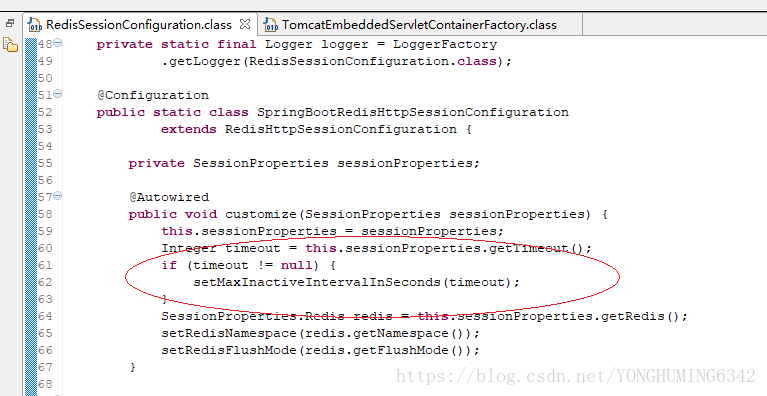 RedisSessionConfiguration.class TomcatEmbeddedServletContainerFactory.class
48 private static final Logger logger = LoggerFactory
49 .getLogger(RedisSessionConfiguration.class);
50
51 @Configuration
52 public static class SpringBootRedisHttpSessionConfiguration
53 extends RedisHttpSessionConfiguration {
54
55 private SessionProperties sessionProperties;
56
57 @Autowired
58 public void customize(SessionProperties sessionProperties) {
59 this.sessionProperties = sessionProperties;
60 Integer timeout = this.sessionProperties.getTimeout();
61 if (timeout != null) {
62 setMaxInactiveIntervalInSeconds(timeout);
63 }
64 SessionProperties.Redis redis = this.sessionProperties.getRedis();
65 setRedisNamespace(redis.getNamespace());
66 setRedisFlushMode(redis.getFlushMode());
67 }
68
https://blog.csdn.net/YONGHUMING6342